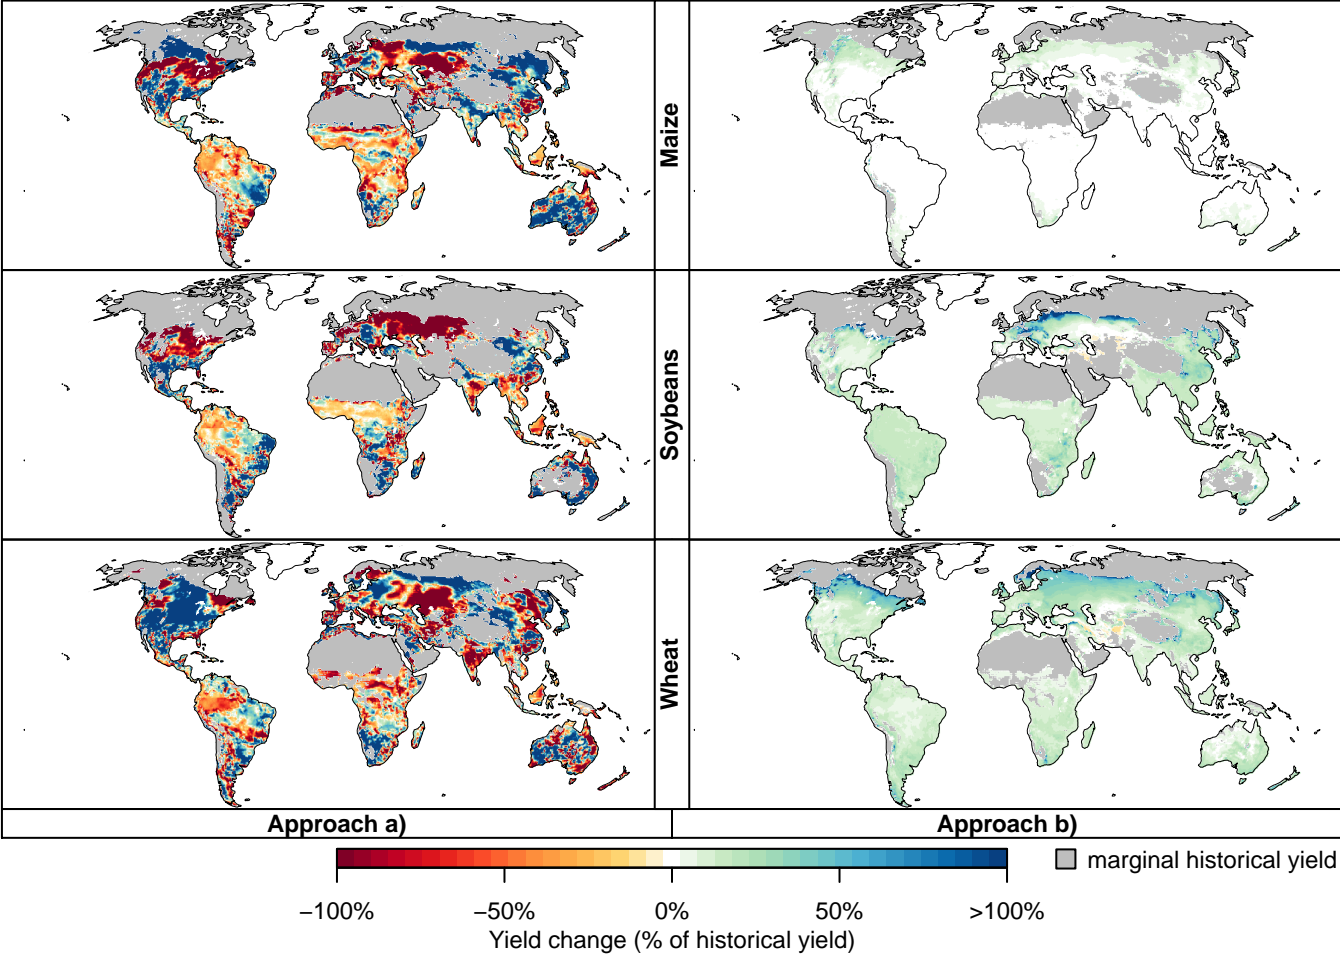 Maize
Soybeans
Wheat
Approach a)
Approach b)
marginal historical yield
−100%
−50%
0%
50%
>100%
Yield change (% of historical yield)